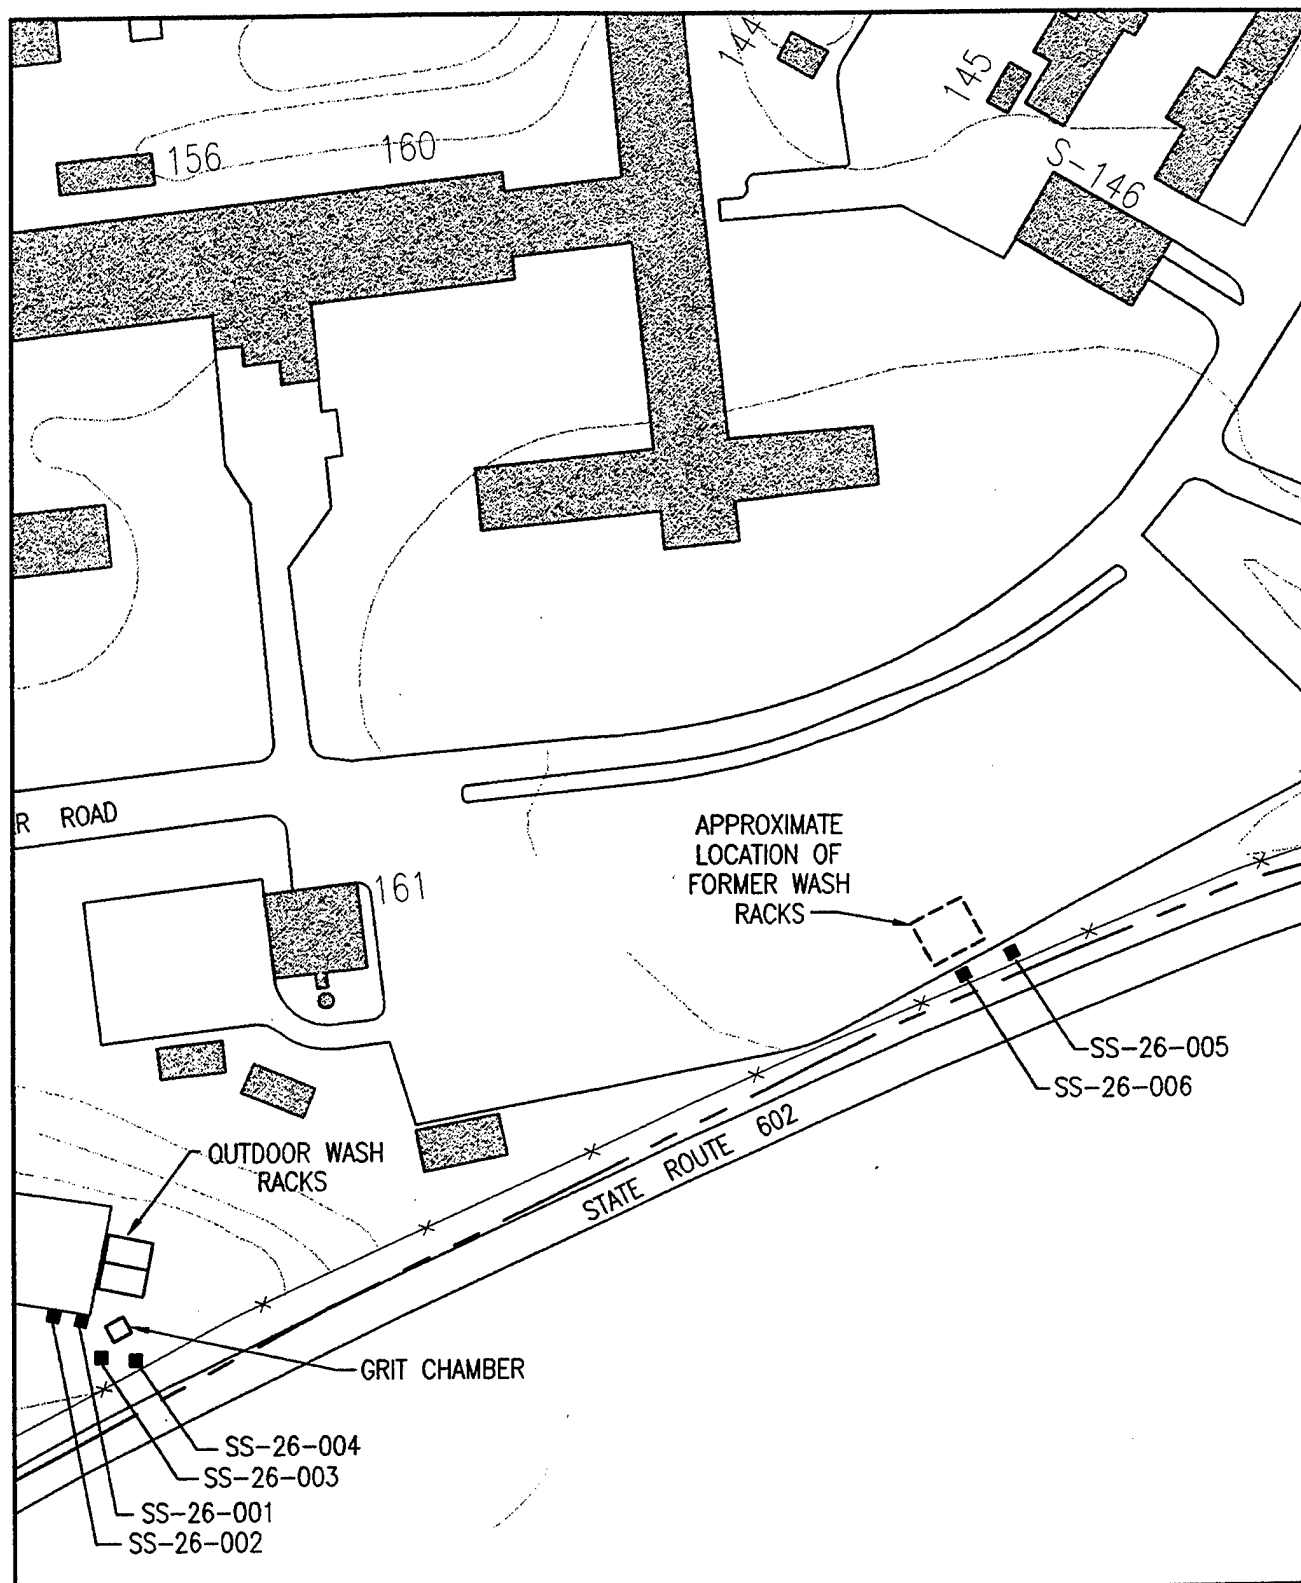 144
145
156
160
S-146
R ROAD
161
APPROXIMATE
LOCATION OF
FORMER WASH
RACKS
SS-26-005
SS-26-006
STATE ROUTE 602
OUTDOOR WASH
RACKS
GRIT CHAMBER
SS-26-004
SS-26-003
SS-26-001
SS-26-002